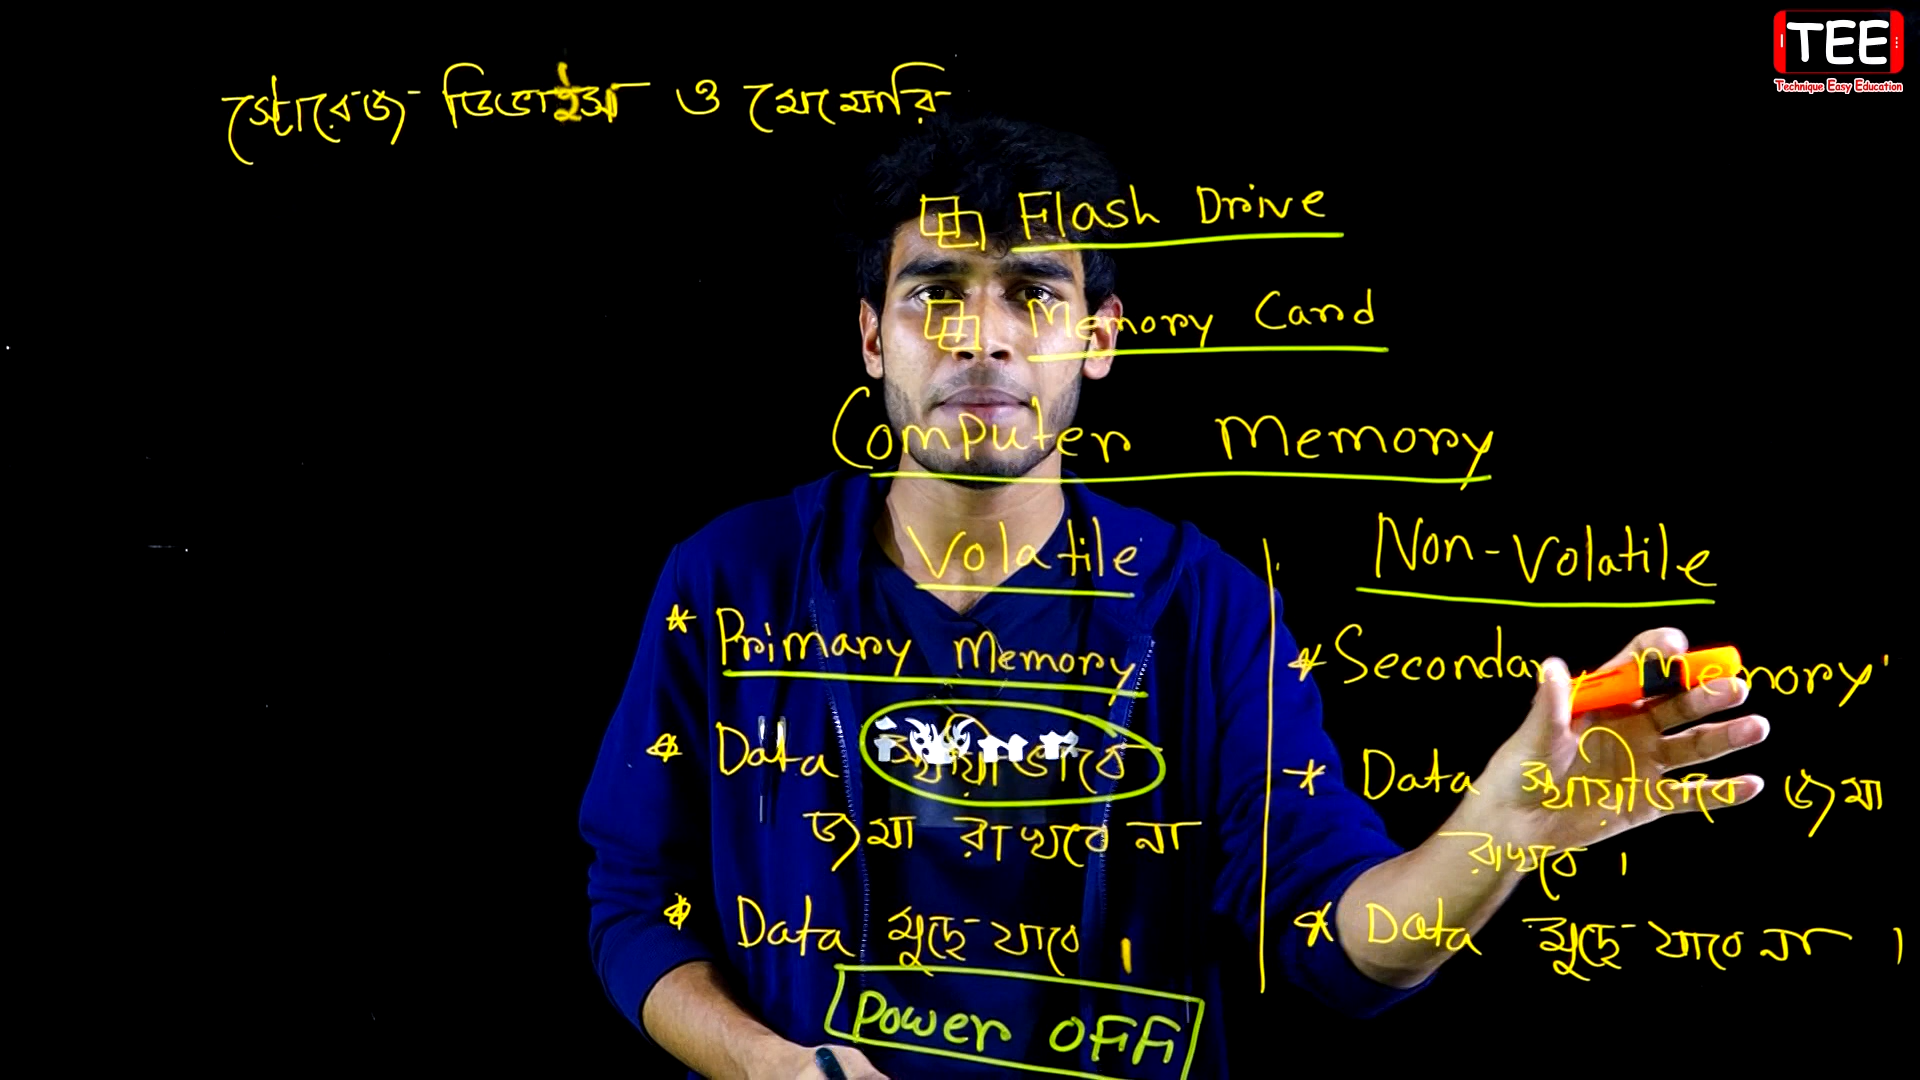 স্টোরেজ ডিভাইস ও মেমোরি
TEE
Technique Easy Education
Flash Drive
Memory Card
Computer Memory
Volatile
* Primary Memory
* Data স্থায়ীভাবে
জমা রাখবে না
* Data মুছে যাবে ।
Power OFF
Non-Volatile
* Secondary Memory
* Data স্থায়ীভাবে জমা
রাখবে ।
* Data মুছে যাবে না ।